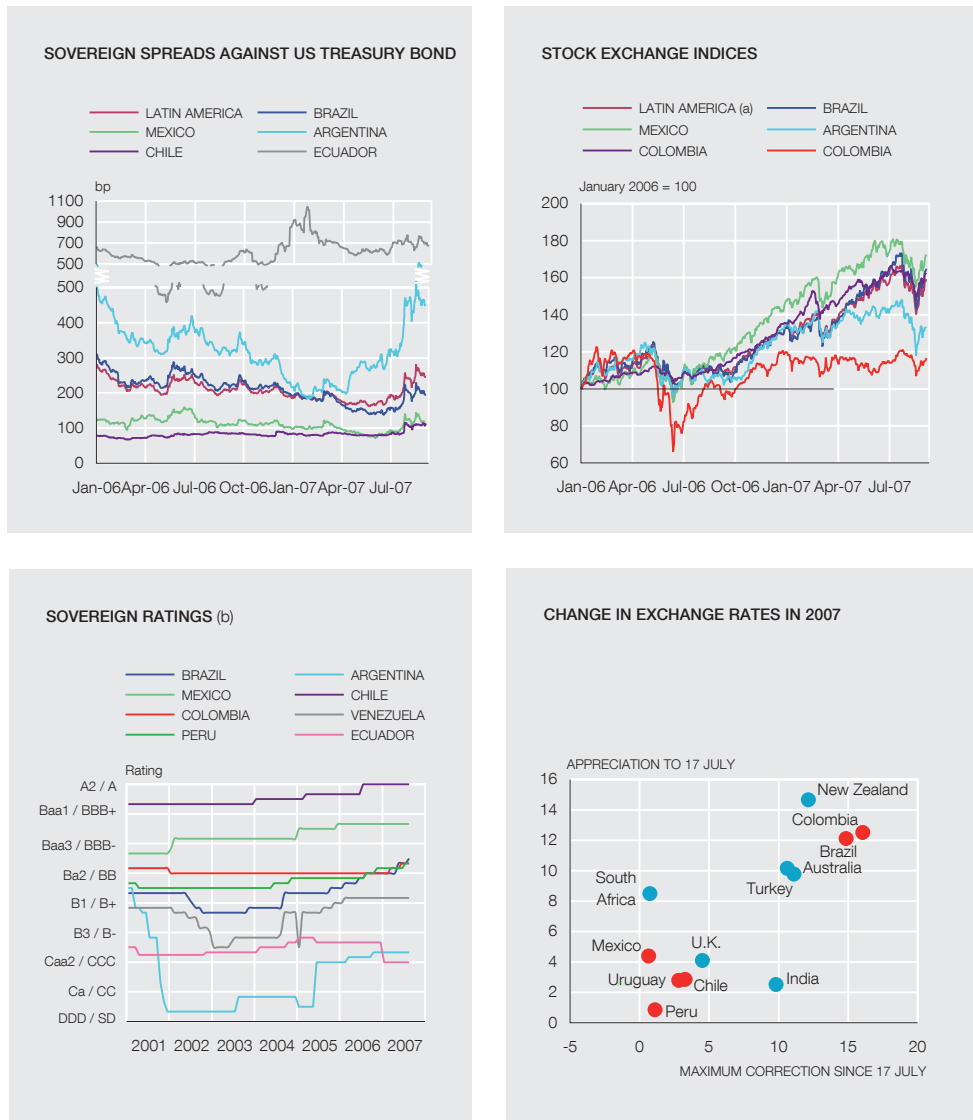 SOVEREIGN SPREADS AGAINST US TREASURY BOND
LATIN AMERICA
BRAZIL
MEXICO
ARGENTINA
CHILE
ECUADOR
bp
1100
900
700
500
500
400
300
200
100
0
Jan-06 Apr-06 Jul-06 Oct-06 Jan-07 Apr-07 Jul-07
STOCK EXCHANGE INDICES
LATIN AMERICA (a)
BRAZIL
MEXICO
ARGENTINA
COLOMBIA
COLOMBIA
January 2006 = 100
200
180
160
140
120
100
80
60
Jan-06 Apr-06 Jul-06 Oct-06 Jan-07 Apr-07 Jul-07
SOVEREIGN RATINGS (b)
BRAZIL
ARGENTINA
MEXICO
CHILE
COLOMBIA
VENEZUELA
PERU
ECUADOR
Rating
A2 / A
Baa1 / BBB+
Baa3 / BBB-
Ba2 / BB
B1 / B+
B3 / B-
Caa2 / CCC
Ca / CC
DDD / SD
2001 2002 2003 2004 2005 2006 2007
CHANGE IN EXCHANGE RATES IN 2007
APPRECIATION TO 17 JULY
16
14
12
10
8
6
4
2
0
New Zealand
Colombia
Brazil
Australia
Turkey
South
Africa
Mexico
U.K.
Uruguay
Chile
India
Peru
-5 0 5 10 15 20
MAXIMUM CORRECTION SINCE 17 JULY